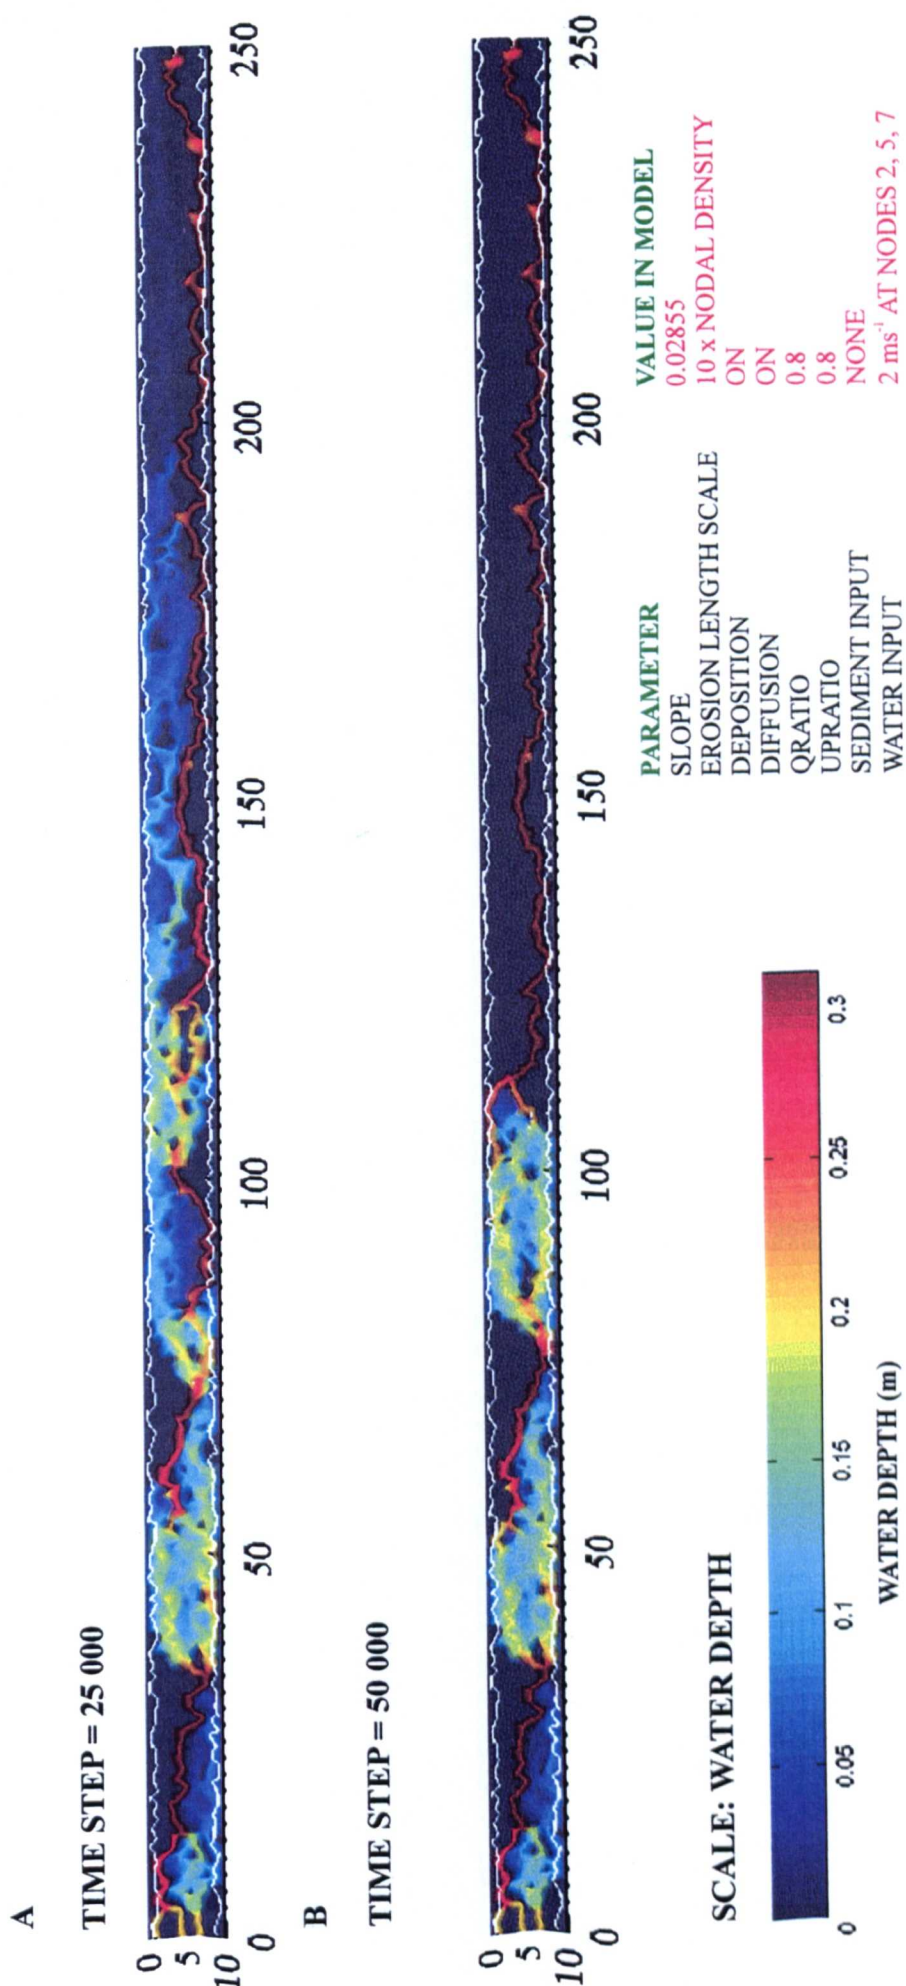 A
TIME STEP = 25 000
0
5
10
0
50
100
150
200
250
B
TIME STEP = 50 000
0
5
10
0
50
100
150
200
250
SCALE: WATER DEPTH
0
0.05
0.1
0.15
0.2
0.25
0.3
WATER DEPTH (m)
PARAMETER VALUE IN MODEL
SLOPE 0.02855
EROSION LENGTH SCALE 10 x NODAL DENSITY
DEPOSITION ON
DIFFUSION ON
QRATIO 0.8
UPRATIO 0.8
SEDIMENT INPUT NONE
WATER INPUT 2 ms⁻¹ AT NODES 2, 5, 7